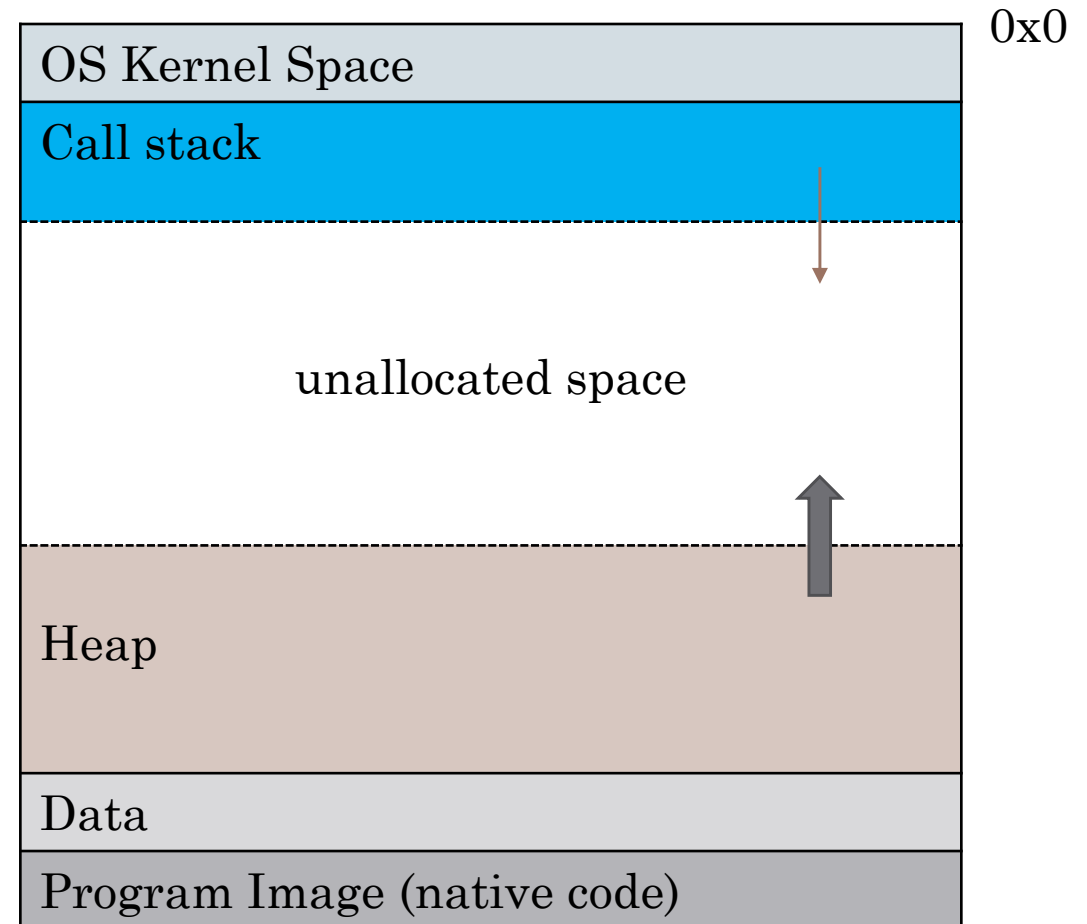 0x0
OS Kernel Space
Call stack
unallocated space
Heap
Data
Program Image (native code)